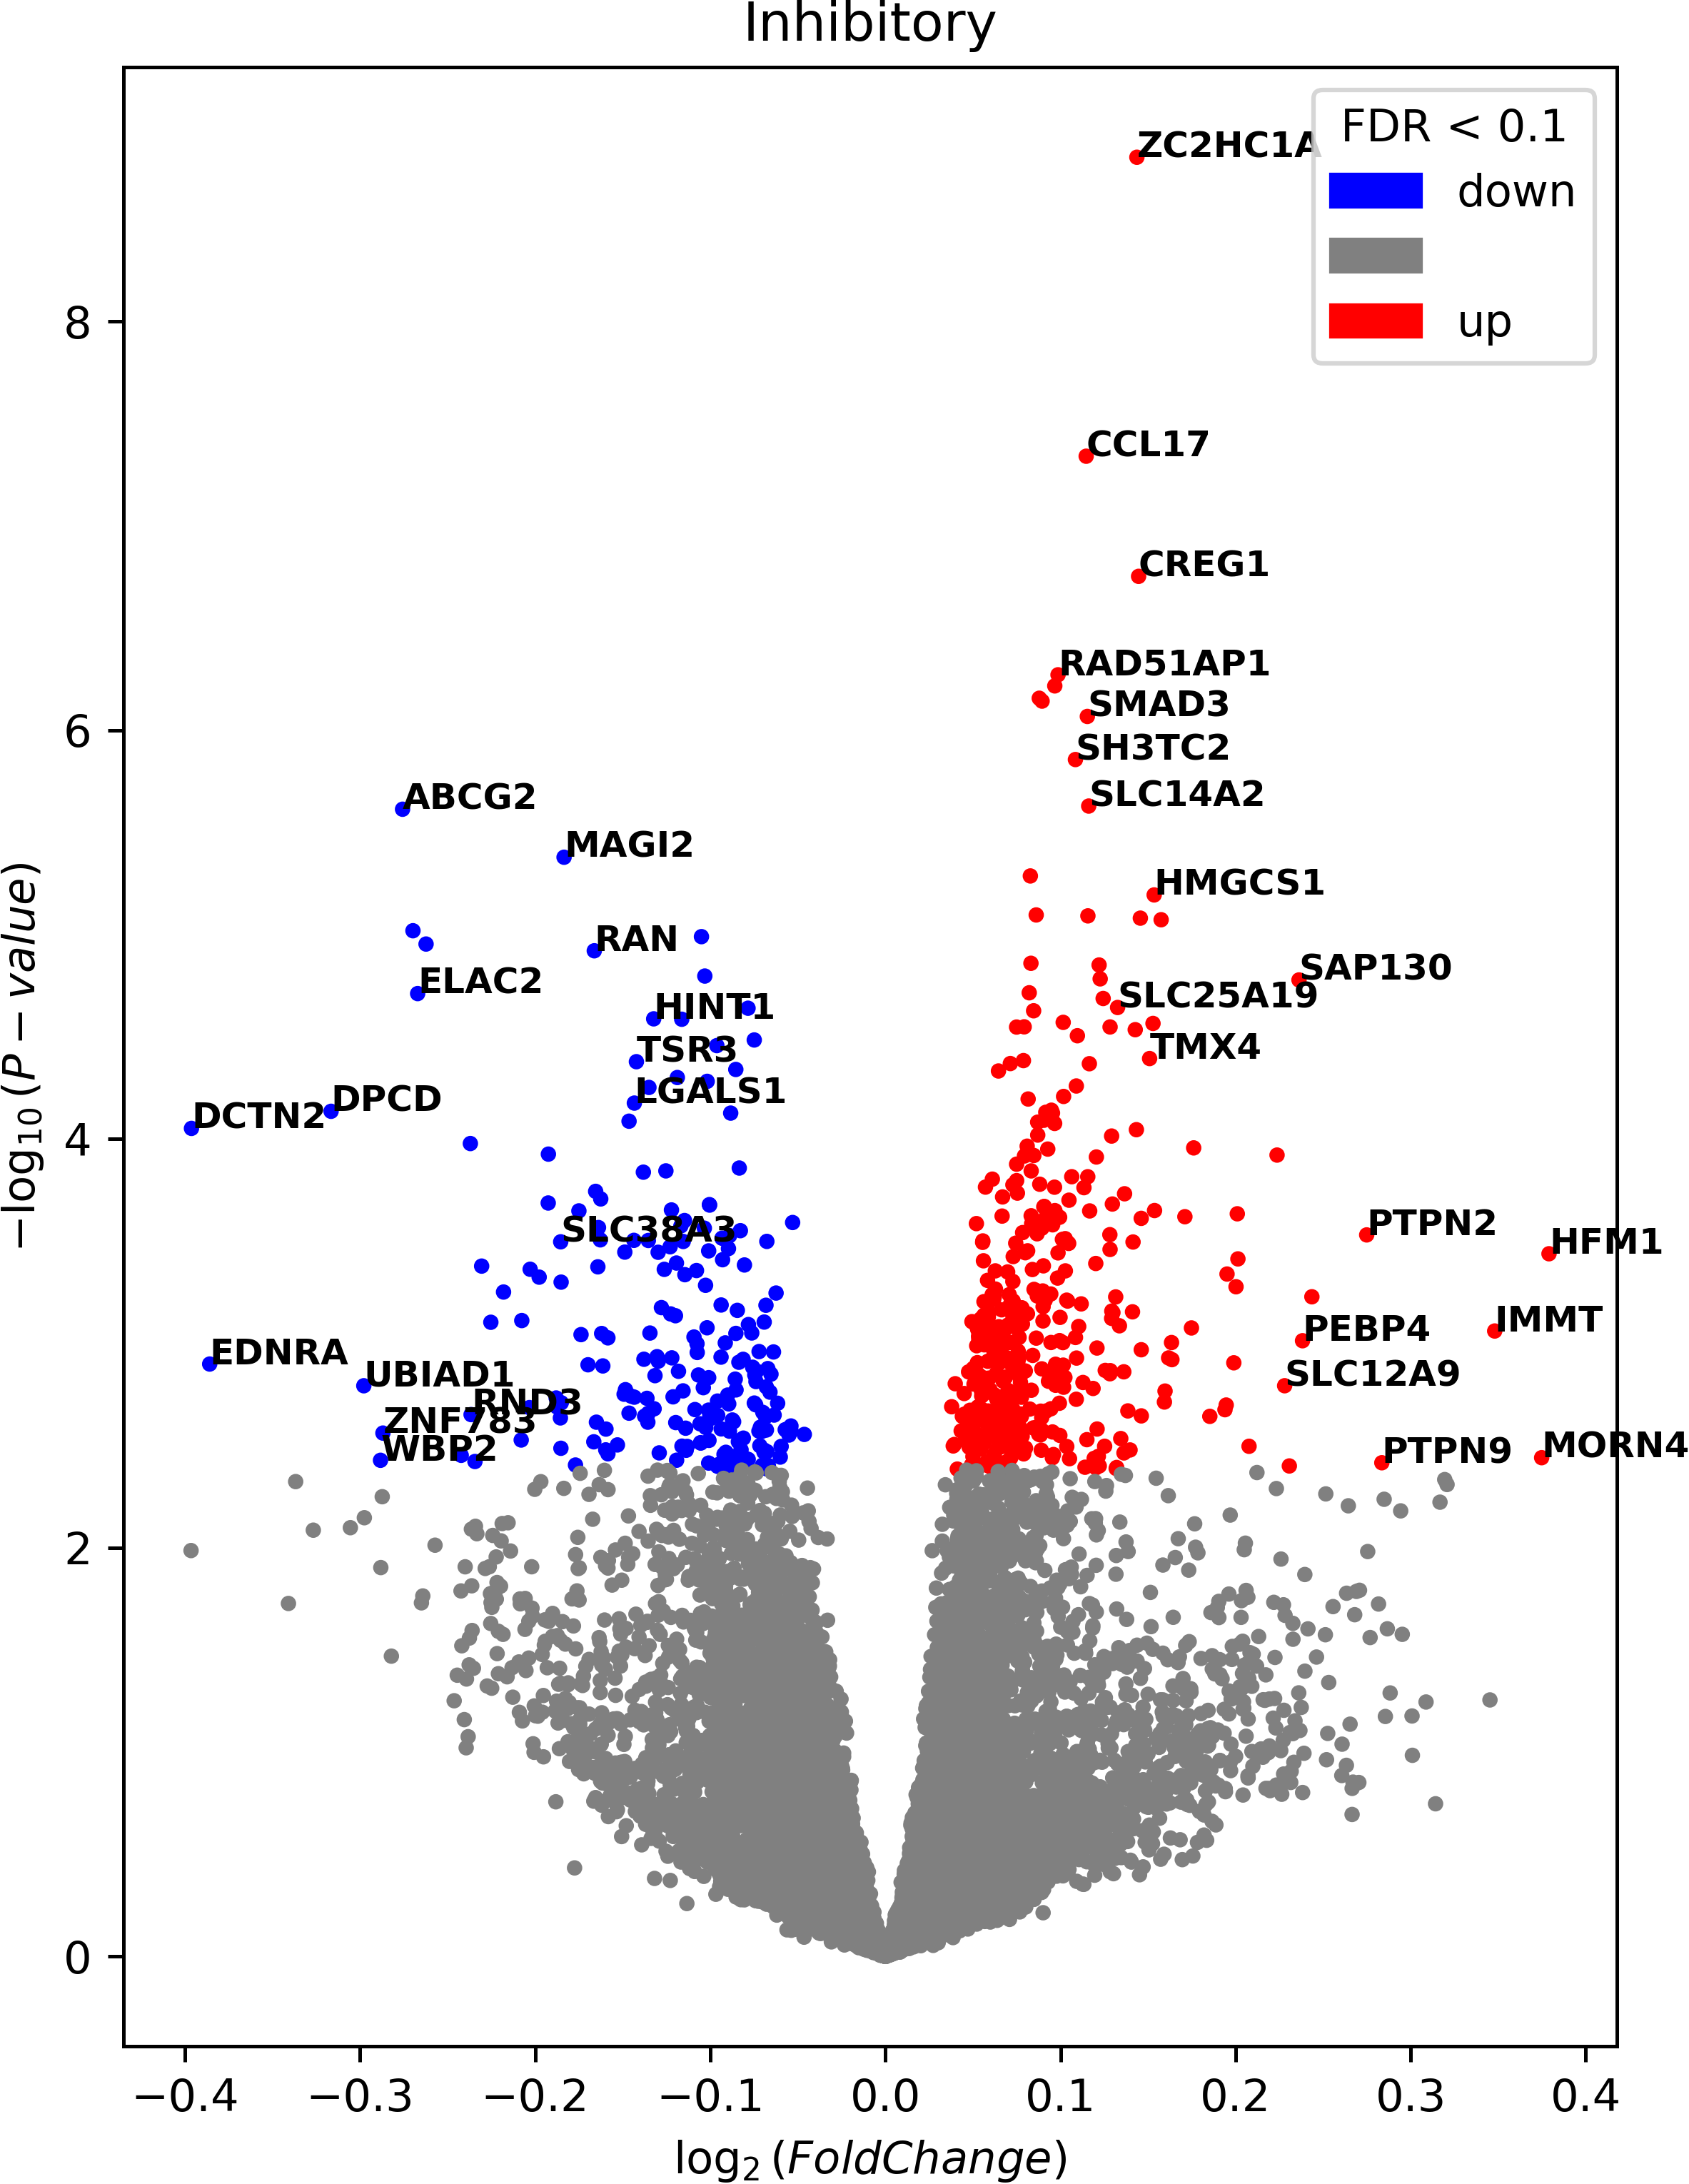 Inhibitory
FDR < 0.1
down
up
ZC2HC1A
CCL17
CREG1
RAD51AP1
SMAD3
SH3TC2
SLC14A2
ABCG2
MAGI2
HMGCS1
RAN
SAP130
ELAC2
SLC25A19
HINT1
TSR3
TMX4
LGALS1
DPCD
DCTN2
PTPN2
SLC38A3
HFM1
IMMT
PEBP4
EDNRA
UBIAD1
SLC12A9
RND3
ZNF783
WBP2
PTPN9
MORN4
8
6
4
2
0
−log10 (P − value)
−0.4 −0.3 −0.2 −0.1 0.0 0.1 0.2 0.3 0.4
log2 (FoldChange)